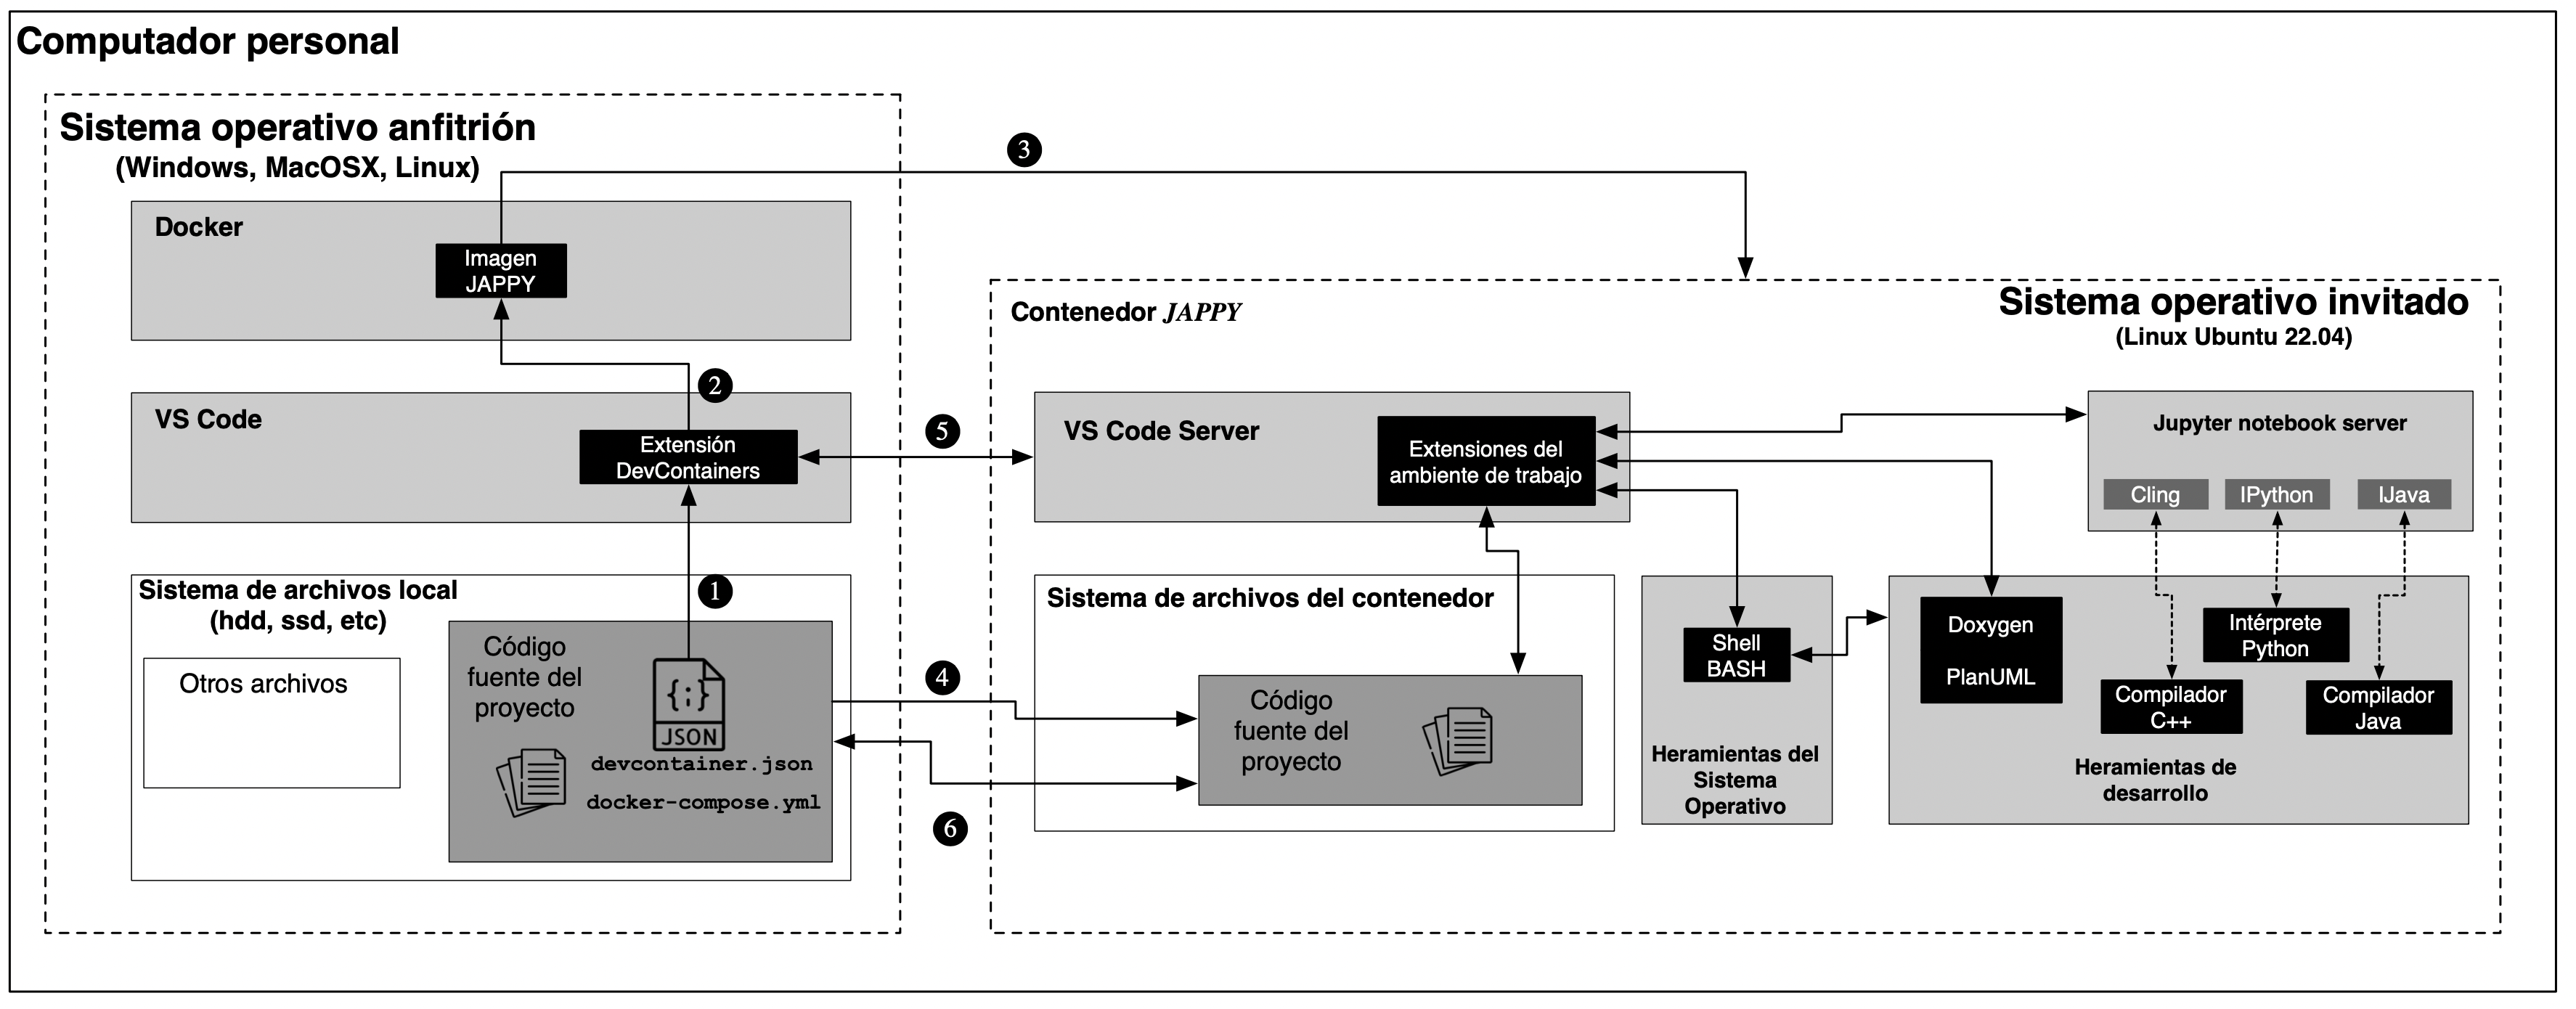 Computador personal
Sistema operativo anfitrión
(Windows, MacOSX, Linux)
3
Docker
Imagen
JAPPY
2
VS Code
Extensión
DevContainers
1
Sistema de archivos local
(hdd, ssd, etc)
Otros archivos
Código
fuente del
proyecto
{;}
JSON
devcontainer.json
docker-compose.yml
5
4
6
Contenedor JAPPY
Sistema operativo invitado
(Linux Ubuntu 22.04)
VS Code Server
Extensiones del
ambiente de trabajo
Jupyter notebook server
Cling
IPython
IJava
Sistema de archivos del contenedor
Código
fuente del
proyecto
Shell
BASH
Heramientas del
Sistema
Operativo
Doxygen
PlanUML
Intérprete
Python
Compilador
C++
Compilador
Java
Heramientas de
desarrollo